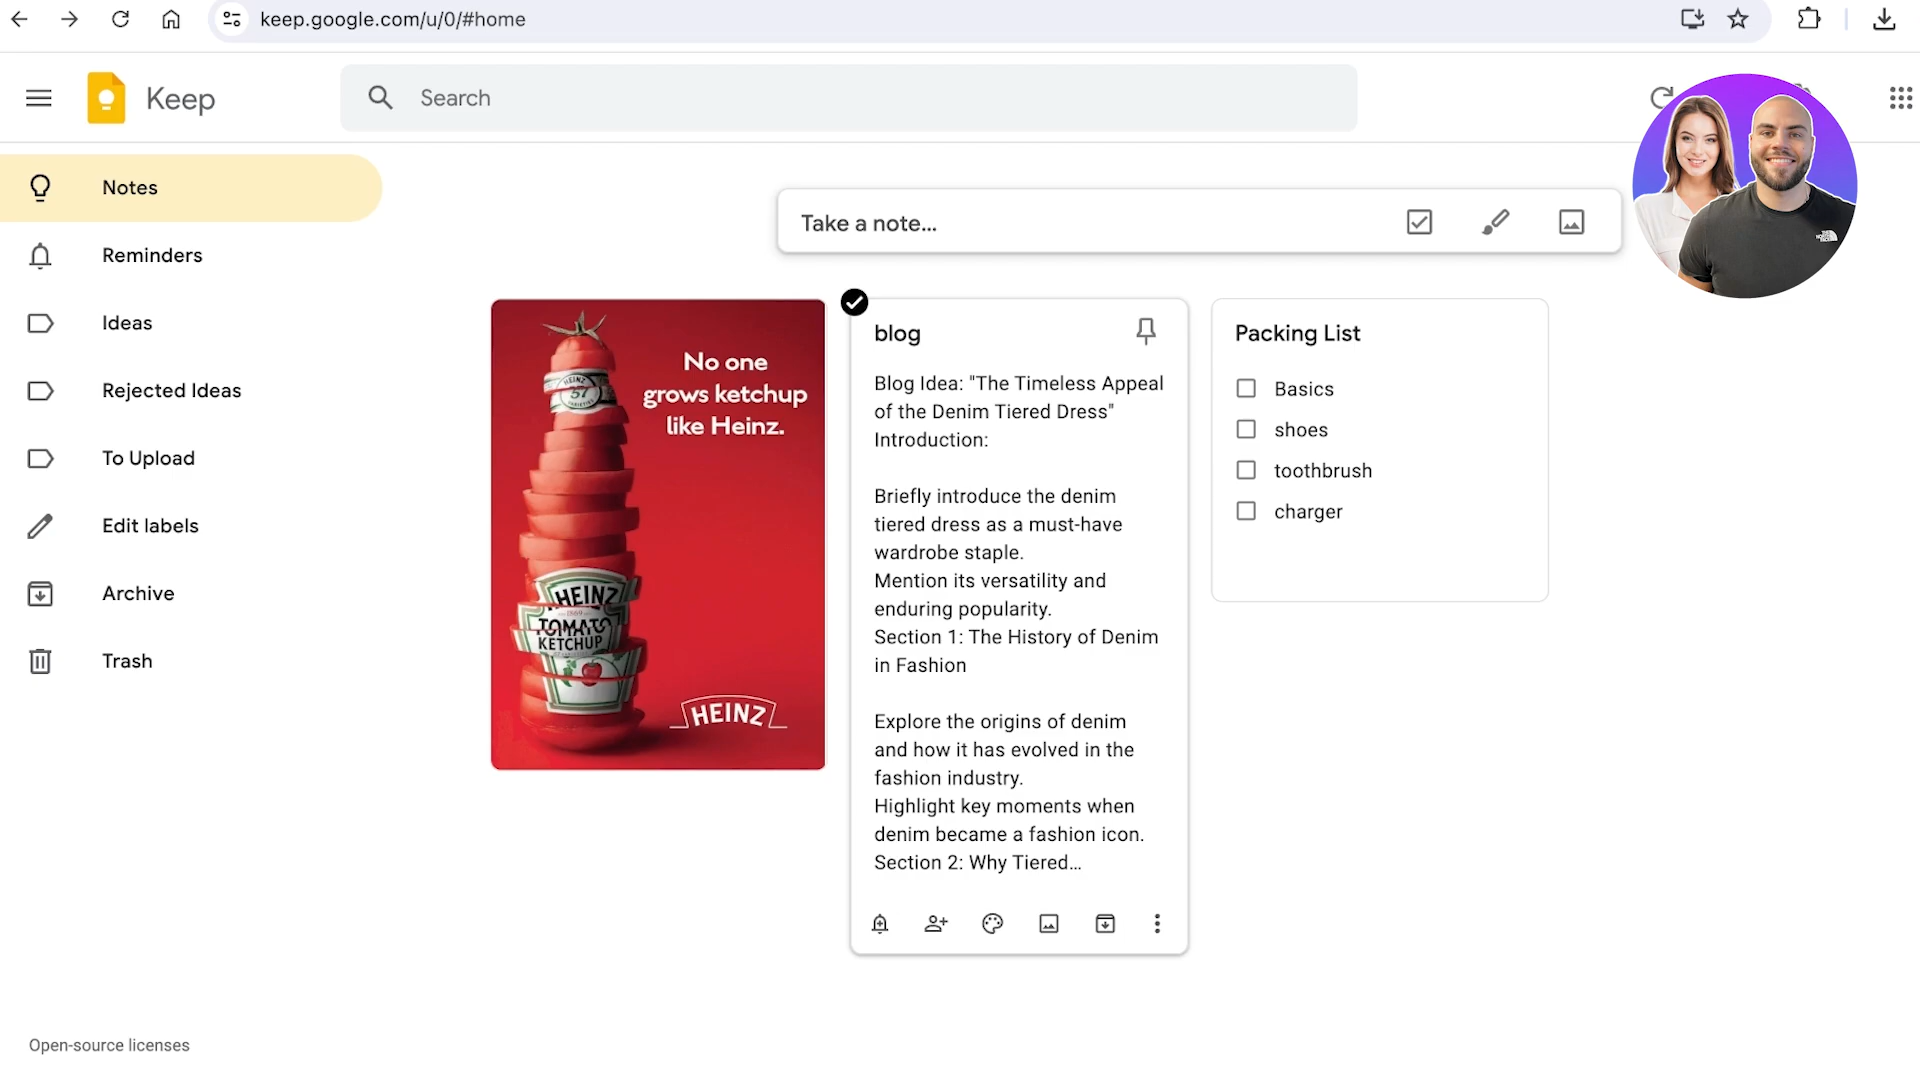 keep.google.com/u/0/#home
Keep
Search
Notes
Reminders
Ideas
Rejected Ideas
To Upload
Edit labels
Archive
Trash
Open-source licenses
Take a note...
No one
grows ketchup
like Heinz.
HEINZ
57
VARIETIES
HEINZ
1869
TOMATO
KETCHUP
HEINZ
blog
Blog Idea: "The Timeless Appeal
of the Denim Tiered Dress"
Introduction:
Briefly introduce the denim
tiered dress as a must-have
wardrobe staple.
Mention its versatility and
enduring popularity.
Section 1: The History of Denim
in Fashion
Explore the origins of denim
and how it has evolved in the
fashion industry.
Highlight key moments when
denim became a fashion icon.
Section 2: Why Tiered...
Packing List
Basics
shoes
toothbrush
charger